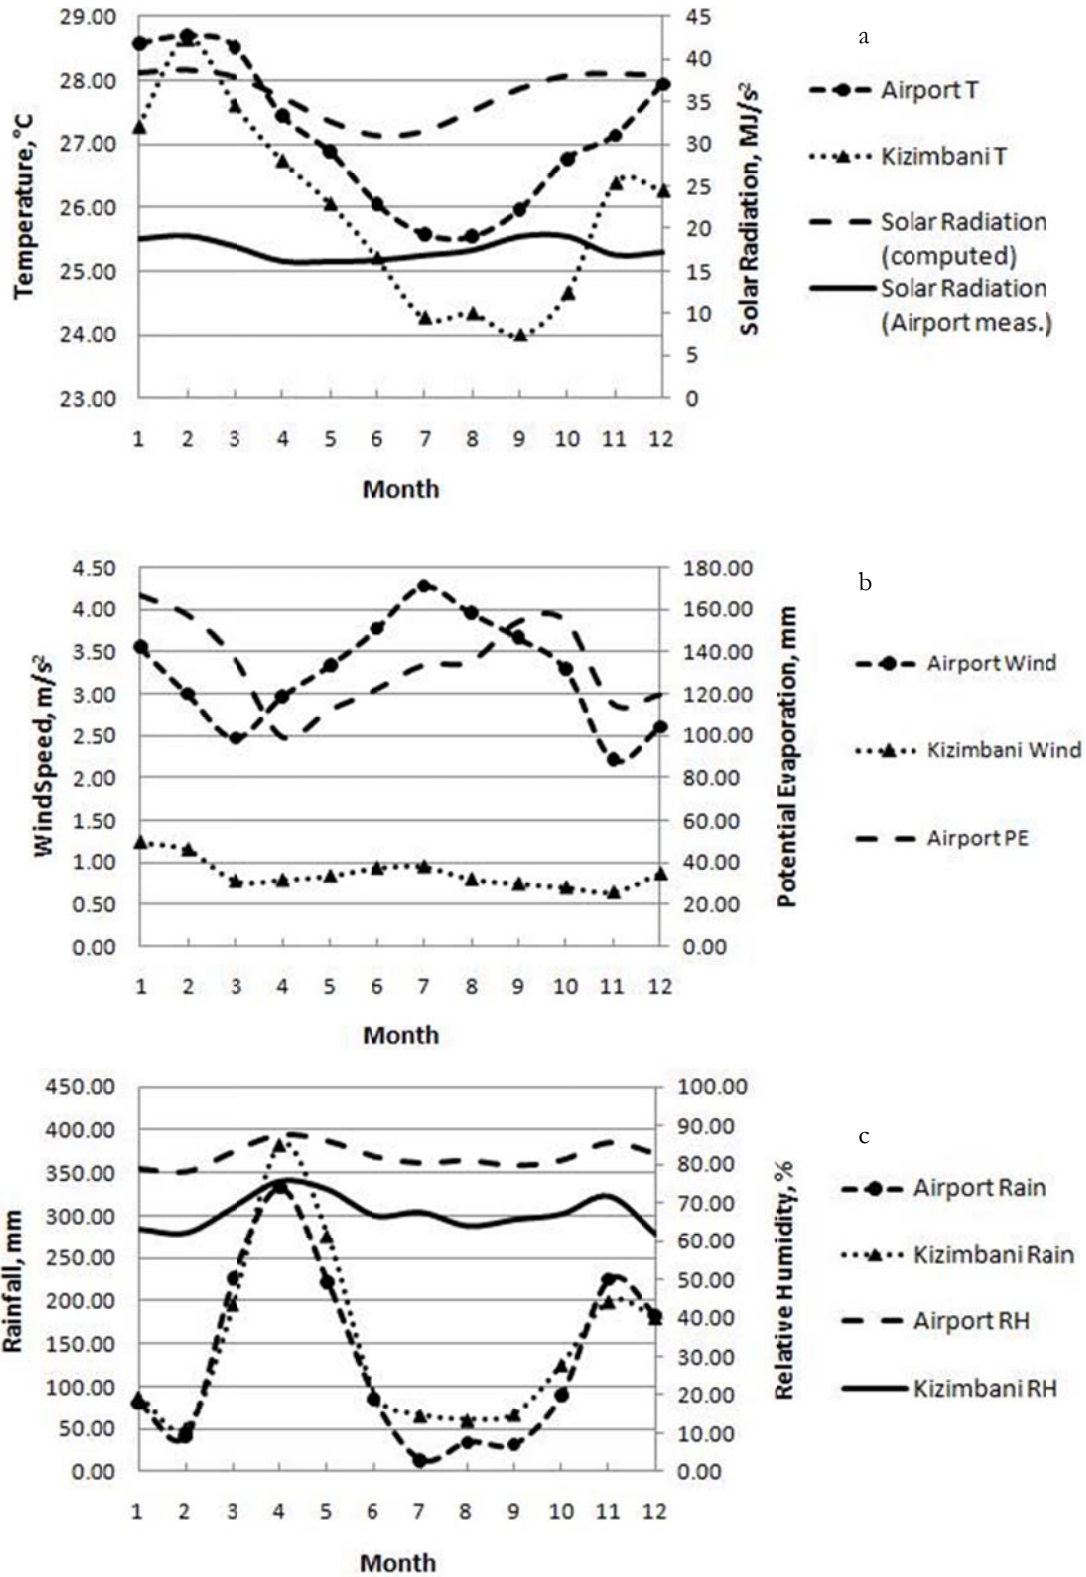 29.00
28.00
27.00
26.00
25.00
24.00
23.00
Temperature, °C
45
40
35
30
25
20
15
10
5
0
Solar Radiation, MJ/s²
1 2 3 4 5 6 7 8 9 10 11 12
Month
a
Airport T
Kizimbani T
Solar Radiation
(computed)
Solar Radiation
(Airport meas.)
4.50
4.00
3.50
3.00
2.50
2.00
1.50
1.00
0.50
0.00
WindSpeed, m/s²
180.00
160.00
140.00
120.00
100.00
80.00
60.00
40.00
20.00
0.00
Potential Evaporation, mm
1 2 3 4 5 6 7 8 9 10 11 12
Month
b
Airport Wind
Kizimbani Wind
Airport PE
450.00
400.00
350.00
300.00
250.00
200.00
150.00
100.00
50.00
0.00
Rainfall, mm
100.00
90.00
80.00
70.00
60.00
50.00
40.00
30.00
20.00
10.00
0.00
Relative Humidity, %
1 2 3 4 5 6 7 8 9 10 11 12
Month
c
Airport Rain
Kizimbani Rain
Airport RH
Kizimbani RH